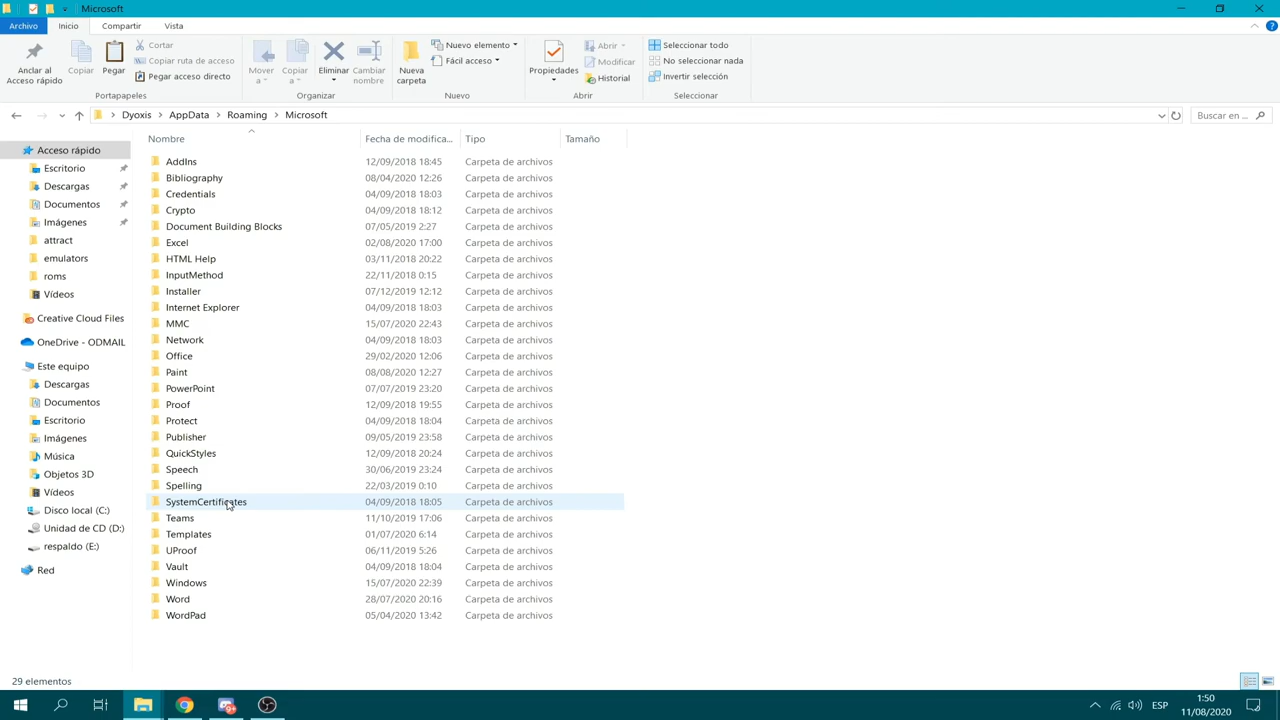 Microsoft
Archivo Inicio Compartir Vista
Anclar al Acceso rápido
Copiar
Pegar
Cortar
Copiar ruta de acceso
Pegar acceso directo
Portapapeles
Mover a
Copiar a
Eliminar
Cambiar nombre
Organizar
Nueva carpeta
Nuevo elemento
Fácil acceso
Nuevo
Propiedades
Abrir
Modificar
Historial
Abrir
Seleccionar todo
No seleccionar nada
Invertir selección
Seleccionar
Dyoxis > AppData > Roaming > Microsoft
Buscar en ...
Acceso rápido
Escritorio
Descargas
Documentos
Imágenes
attract
emulators
roms
Vídeos
Creative Cloud Files
OneDrive - ODMAIL
Este equipo
Descargas
Documentos
Escritorio
Imágenes
Música
Objetos 3D
Vídeos
Disco local (C:)
Unidad de CD (D:)
respaldo (E:)
Red
Nombre Fecha de modifica... Tipo Tamaño
AddIns 12/09/2018 18:45 Carpeta de archivos
Bibliography 08/04/2020 12:26 Carpeta de archivos
Credentials 04/09/2018 18:03 Carpeta de archivos
Crypto 04/09/2018 18:12 Carpeta de archivos
Document Building Blocks 07/05/2019 2:27 Carpeta de archivos
Excel 02/08/2020 17:00 Carpeta de archivos
HTML Help 03/11/2018 20:22 Carpeta de archivos
InputMethod 22/11/2018 0:15 Carpeta de archivos
Installer 07/12/2019 12:12 Carpeta de archivos
Internet Explorer 04/09/2018 18:03 Carpeta de archivos
MMC 15/07/2020 22:43 Carpeta de archivos
Network 04/09/2018 18:03 Carpeta de archivos
Office 29/02/2020 12:06 Carpeta de archivos
Paint 08/08/2020 12:27 Carpeta de archivos
PowerPoint 07/07/2019 23:20 Carpeta de archivos
Proof 12/09/2018 19:55 Carpeta de archivos
Protect 04/09/2018 18:04 Carpeta de archivos
Publisher 09/05/2019 23:58 Carpeta de archivos
QuickStyles 12/09/2018 20:24 Carpeta de archivos
Speech 30/06/2019 23:24 Carpeta de archivos
Spelling 22/03/2019 0:10 Carpeta de archivos
SystemCertificates 04/09/2018 18:05 Carpeta de archivos
Teams 11/10/2019 17:06 Carpeta de archivos
Templates 01/07/2020 6:14 Carpeta de archivos
UProof 06/11/2019 5:26 Carpeta de archivos
Vault 04/09/2018 18:04 Carpeta de archivos
Windows 15/07/2020 22:39 Carpeta de archivos
Word 28/07/2020 20:16 Carpeta de archivos
WordPad 05/04/2020 13:42 Carpeta de archivos
29 elementos
ESP
1:50
11/08/2020